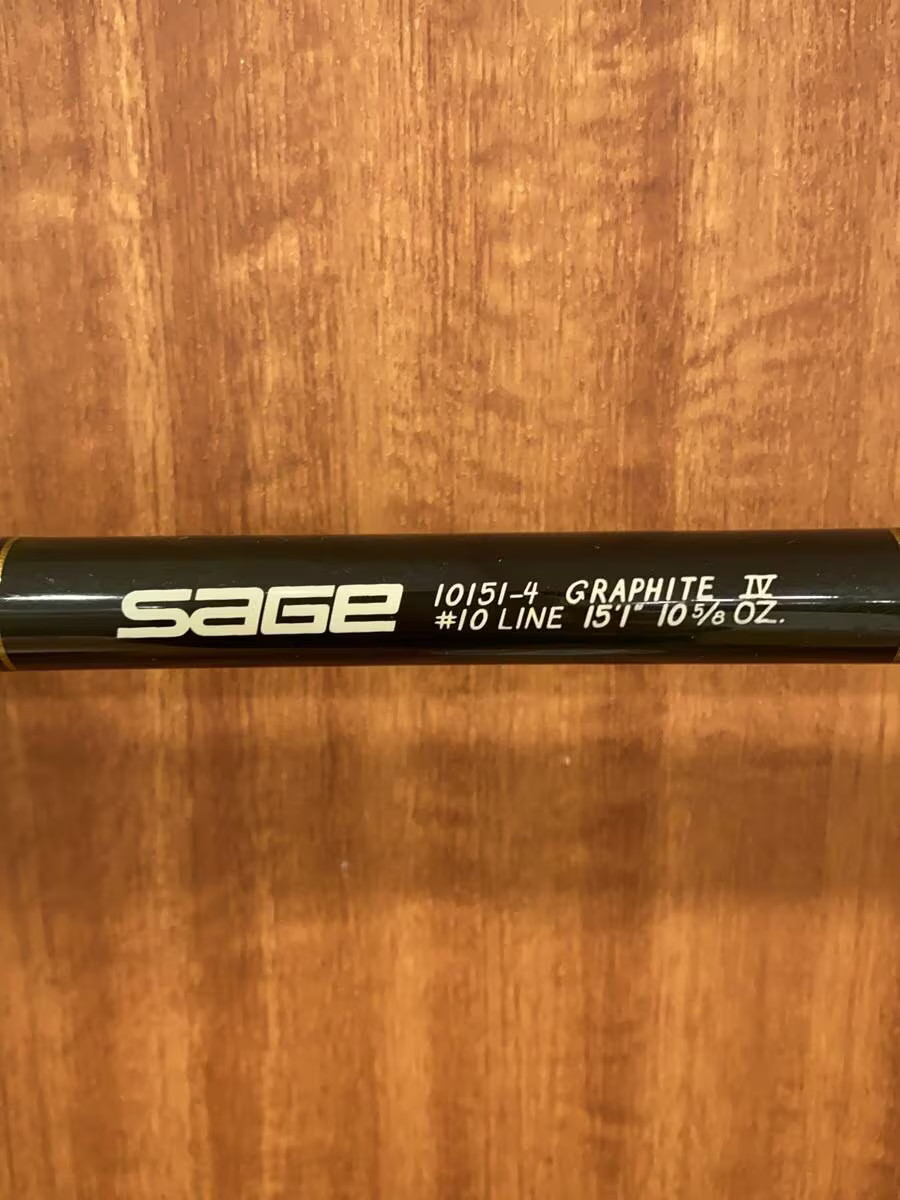 sage 10151-4 GRAPHITE IV
#10 LINE 15'1" 10 5/8 OZ.